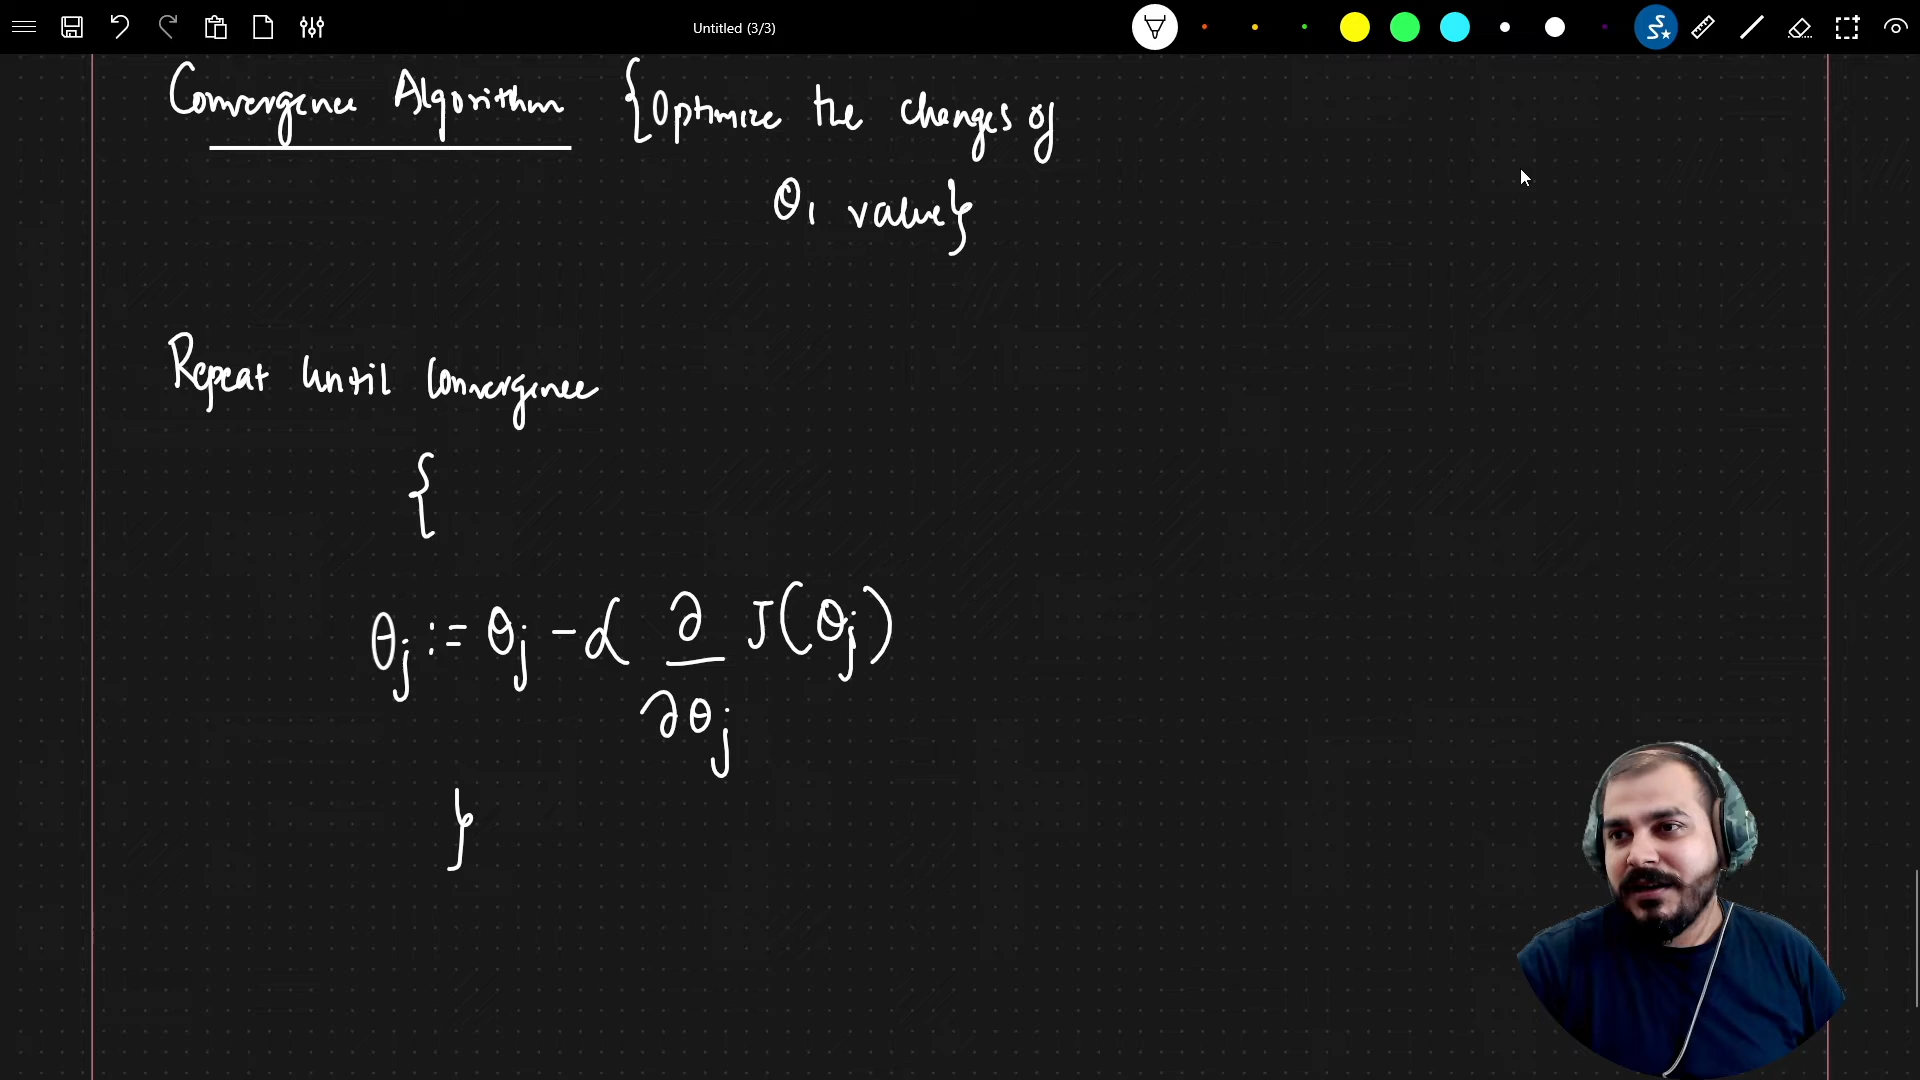 Untitled (3/3)
Convergence Algorithm {Optimize the changes of
θ₁ value}
Repeat until convergence
{
θj := θj - α ∂/∂θj J(θj)
}